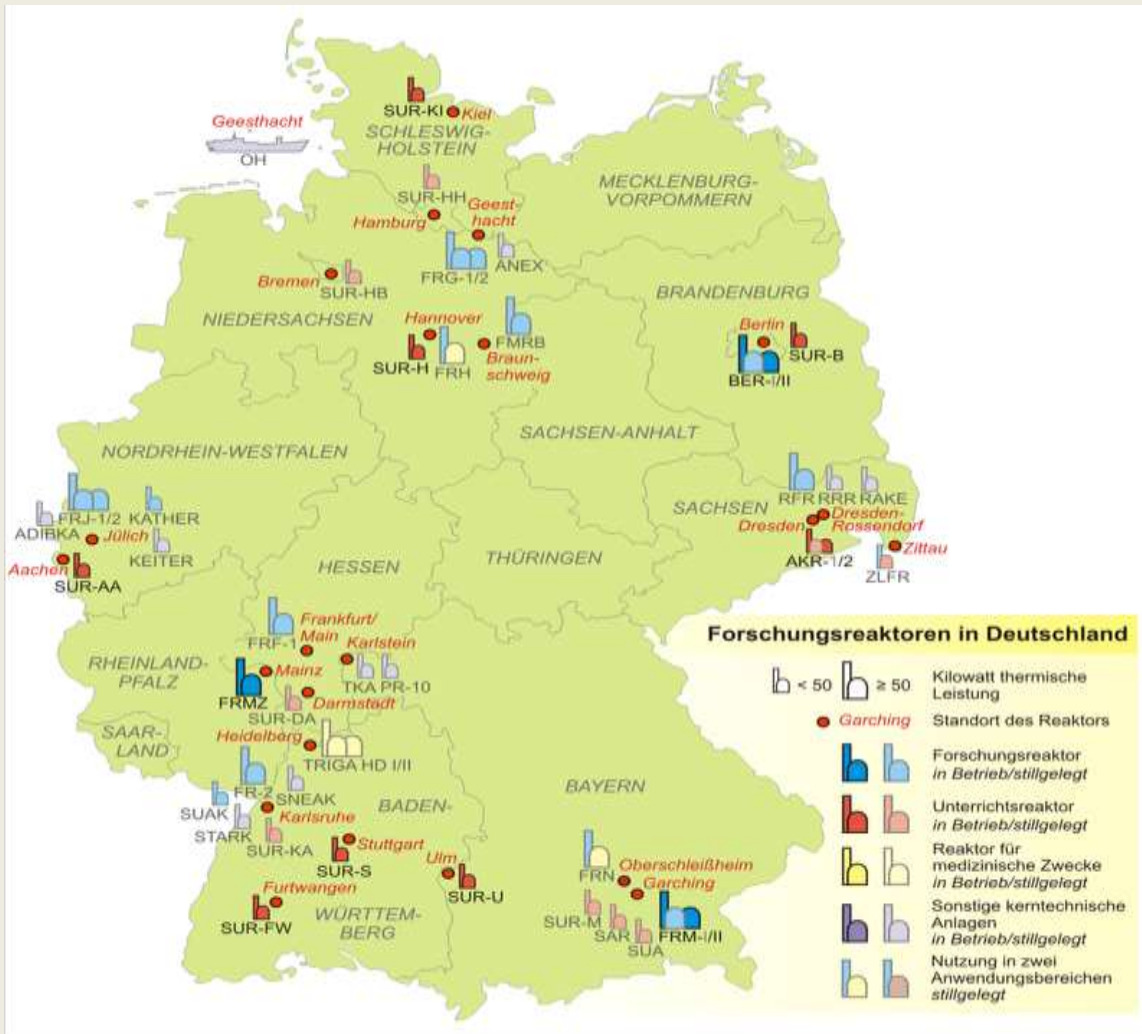 SUR-KI
Kiel
Geesthacht
OH
SCHLESWIG-
HOLSTEIN
MECKLENBURG-
VORPOMMERN
SUR-HH
Hamburg
Geest-
hacht
FRG-1/2
ANEX
Bremen
SUR-HB
NIEDERSACHSEN
Hannover
SUR-H
FRH
FMRB
Braun-
schweig
BRANDENBURG
Berlin
SUR-B
BER-I/II
SACHSEN-ANHALT
NORDRHEIN-WESTFALEN
FRJ-1/2
KATHER
ADIBKA
Jülich
KEITER
Aachen
SUR-AA
HESSEN
THÜRINGEN
SACHSEN
RFR
RRR
RAKE
Dresden
Dresden-
Rossendorf
AKR-1/2
Zittau
ZLFR
RHEINLAND-
PFALZ
FRF-1
Frankfurt/
Main
Karlstein
TKA
PR-10
Mainz
FRMZ
SUR-DA
Darmstadt
SAAR-
LAND
Heidelberg
TRIGA HD I/II
FR-2
SNEAK
SUAK
STARK
Karlsruhe
SUR-KA
BADEN-
WÜRTTEM-
BERG
Stuttgart
SUR-S
Ulm
SUR-U
Furtwangen
SUR-FW
BAYERN
FRN
Oberschleißheim
Garching
SUR-M
SAR
SUA
FRM-I/II
Forschungsreaktoren in Deutschland
< 50
≥ 50
Kilowatt thermische
Leistung
Garching
Standort des Reaktors
Forschungsreaktor
in Betrieb/stillgelegt
Unterrichtsreaktor
in Betrieb/stillgelegt
Reaktor für
medizinische Zwecke
in Betrieb/stillgelegt
Sonstige kerntechnische
Anlagen
in Betrieb/stillgelegt
Nutzung in zwei
Anwendungsbereichen
stillgelegt